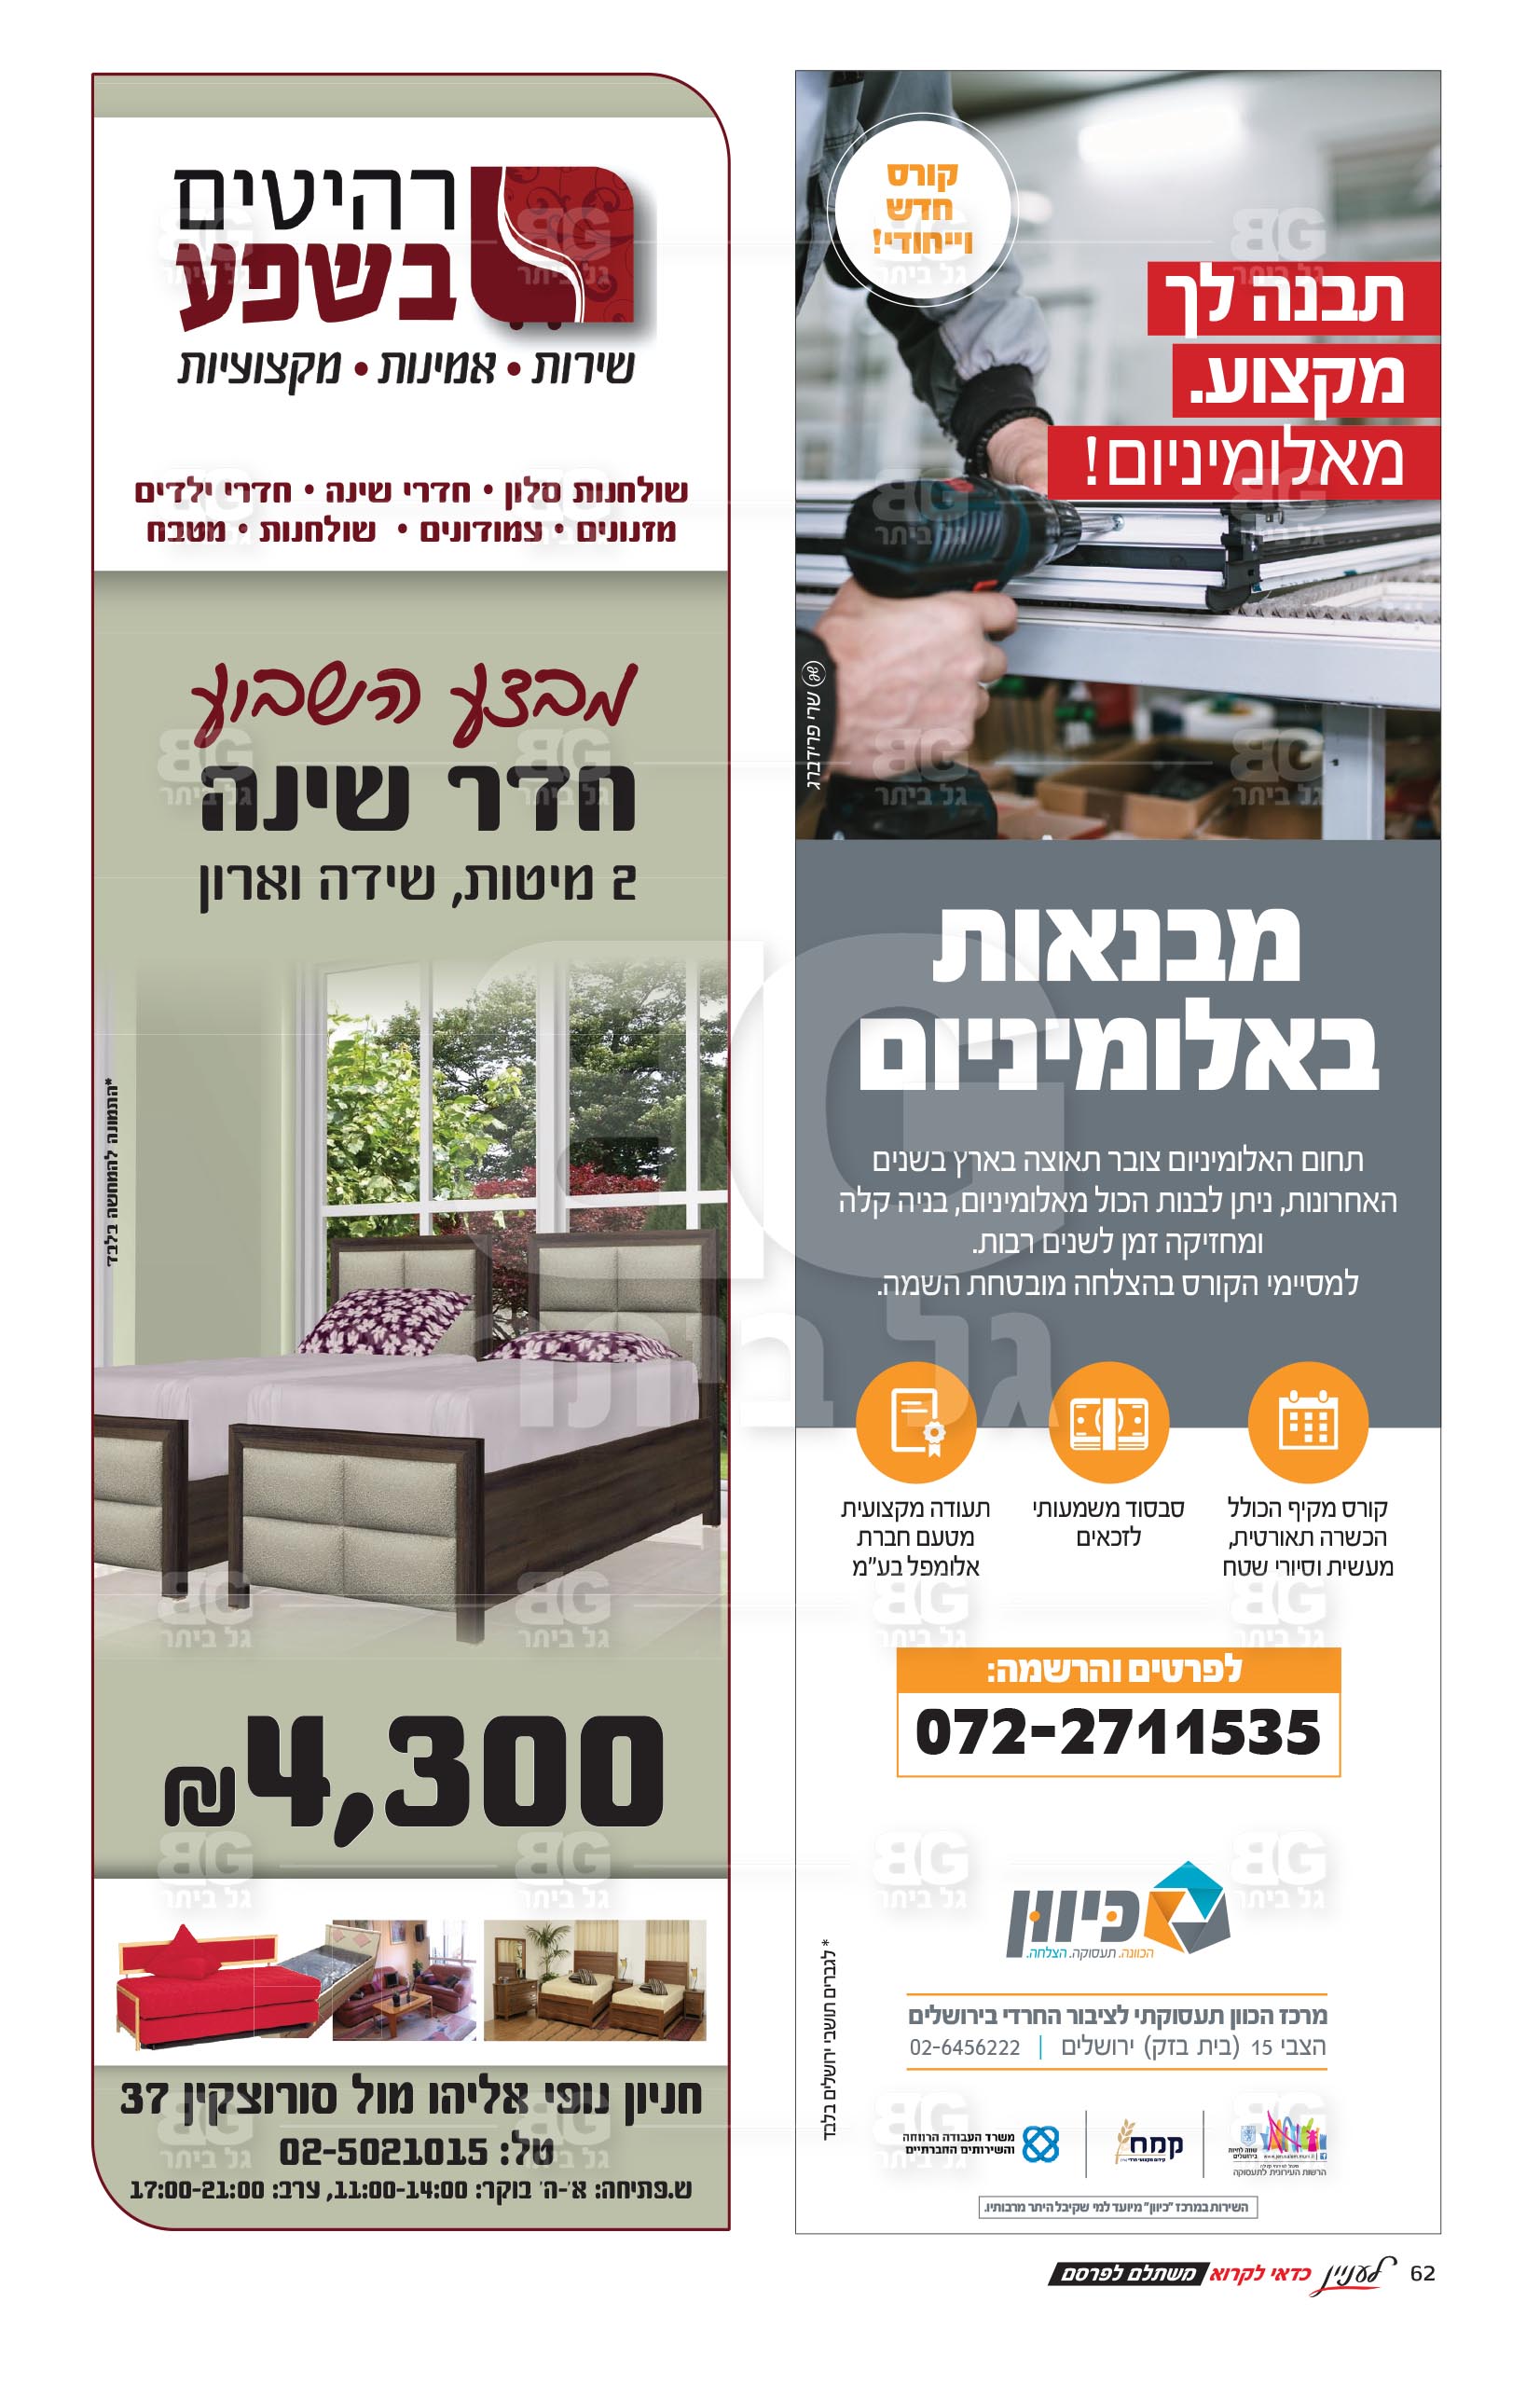 קורס
חדש
וייחודי!
תבנה לך
מקצוע.
מאלומיניום!
שרי פרידברג
מבנאות
באלומיניום
תחום האלומיניום צובר תאוצה בארץ בשנים
האחרונות, ניתן לבנות הכול מאלומיניום, בניה קלה
ומחזיקה זמן לשנים רבות.
למסיימי הקורס בהצלחה מובטחת השמה.
קורס מקיף הכולל
הכשרה תאורטית,
מעשית וסיורי שטח
סבסוד משמעותי
לזכאים
תעודה מקצועית
מטעם חברת
אלומפל בע"מ
לפרטים והרשמה:
072-2711535
כיוון
הכוונה. תעסוקה. הצלחה.
* לגברים תושבי ירושלים בלבד
מרכז הכוון תעסוקתי לציבור החרדי בירושלים
הצבי 15 (בית בזק) ירושלים | 02-6456222
הרשות העירונית לתעסוקה
קמח
משרד העבודה הרווחה
והשירותים החברתיים
השירות במרכז "כיוון" מיועד למי שקיבל היתר מרבותיו.
רהיטים
בשפע
שירות • אמינות • מקצועיות
שולחנות סלון • חדרי שינה • חדרי ילדים
מזנונים • צמודונים • שולחנות • מטבח
מבצע השבוע
חדר שינה
2 מיטות, שידה וארון
*התמונה להמחשה בלבד
4,300₪
חניון נופי אליהו מול סורוצקין 37
טל: 02-5021015
ש.פתיחה: א'-ה' בוקר: 11:00-14:00, ערב: 17:00-21:00
62 לעניין כדאי לקרוא משתלם לפרסם
BG
גל ביתר